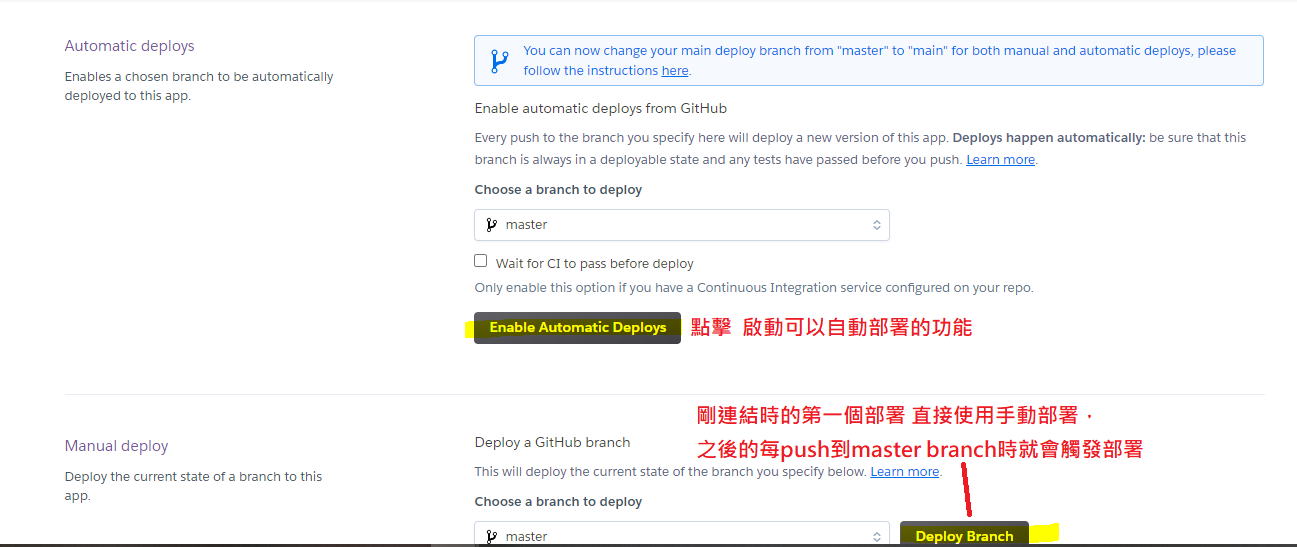 Automatic deploys
Enables a chosen branch to be automatically
deployed to this app.
You can now change your main deploy branch from "master" to "main" for both manual and automatic deploys, please
follow the instructions here.
Enable automatic deploys from GitHub
Every push to the branch you specify here will deploy a new version of this app. Deploys happen automatically: be sure that this
branch is always in a deployable state and any tests have passed before you push. Learn more.
Choose a branch to deploy
master
Wait for CI to pass before deploy
Only enable this option if you have a Continuous Integration service configured on your repo.
Enable Automatic Deploys 點擊 啟動可以自動部署的功能
剛連結時的第一個部署 直接使用手動部署，
之後的每push到master branch時就會觸發部署
Manual deploy
Deploy the current state of a branch to this
app.
Deploy a GitHub branch
This will deploy the current state of the branch you specify below. Learn more.
Choose a branch to deploy
master
Deploy Branch